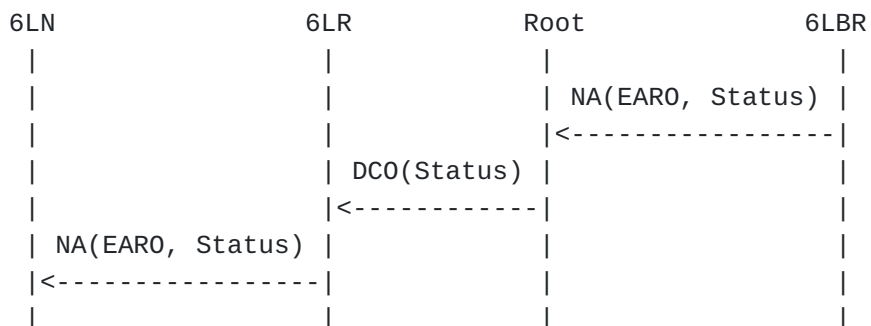 6LN 6LR Root 6LBR
NA(EARO, Status)
DCO(Status)
NA(EARO, Status)